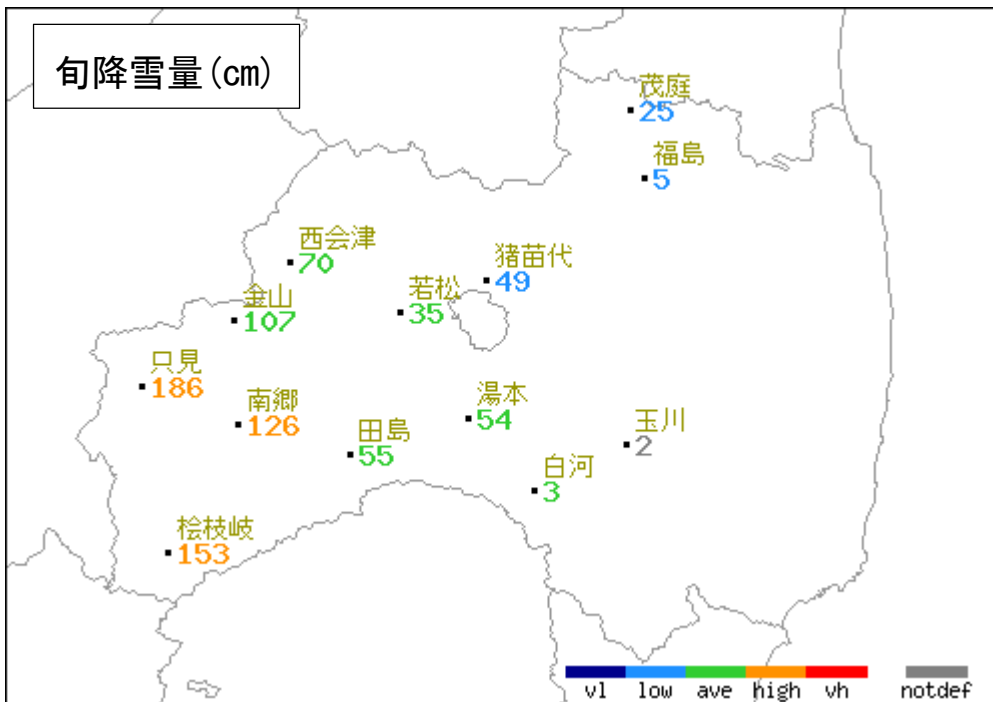 旬降雪量(cm)
茂庭
25
福島
5
西会津
70
猪苗代
49
若松
35
金山
107
只見
186
南郷
126
湯本
54
田島
55
玉川
2
白河
3
桧枝岐
153
vl low ave high vh notdef